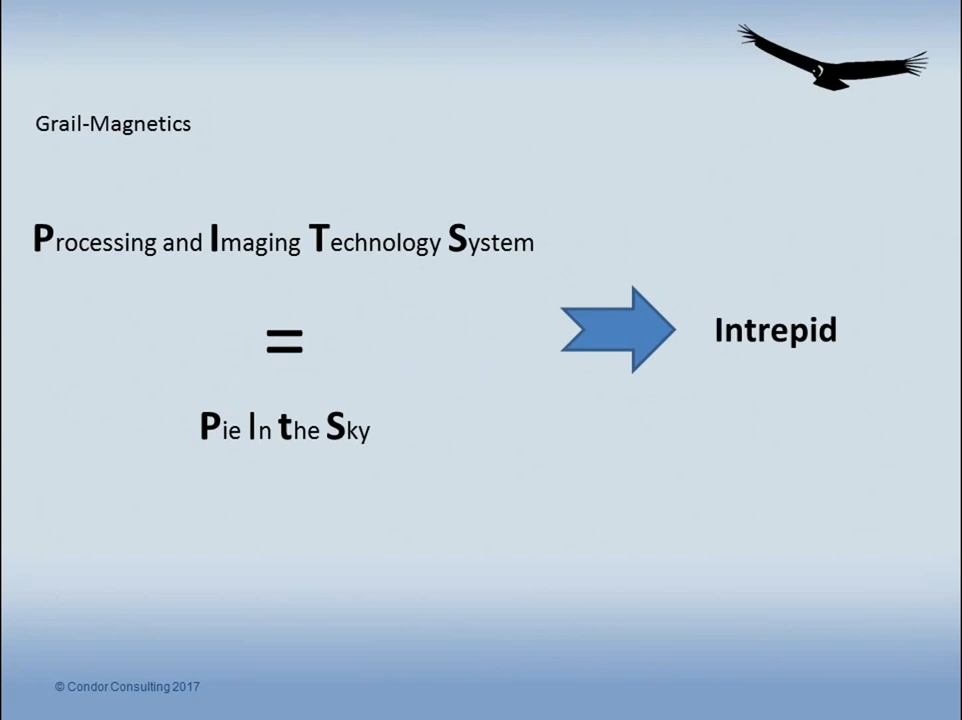 Grail-Magnetics
Processing and Imaging Technology System
=
Pie In the Sky
Intrepid
© Condor Consulting 2017